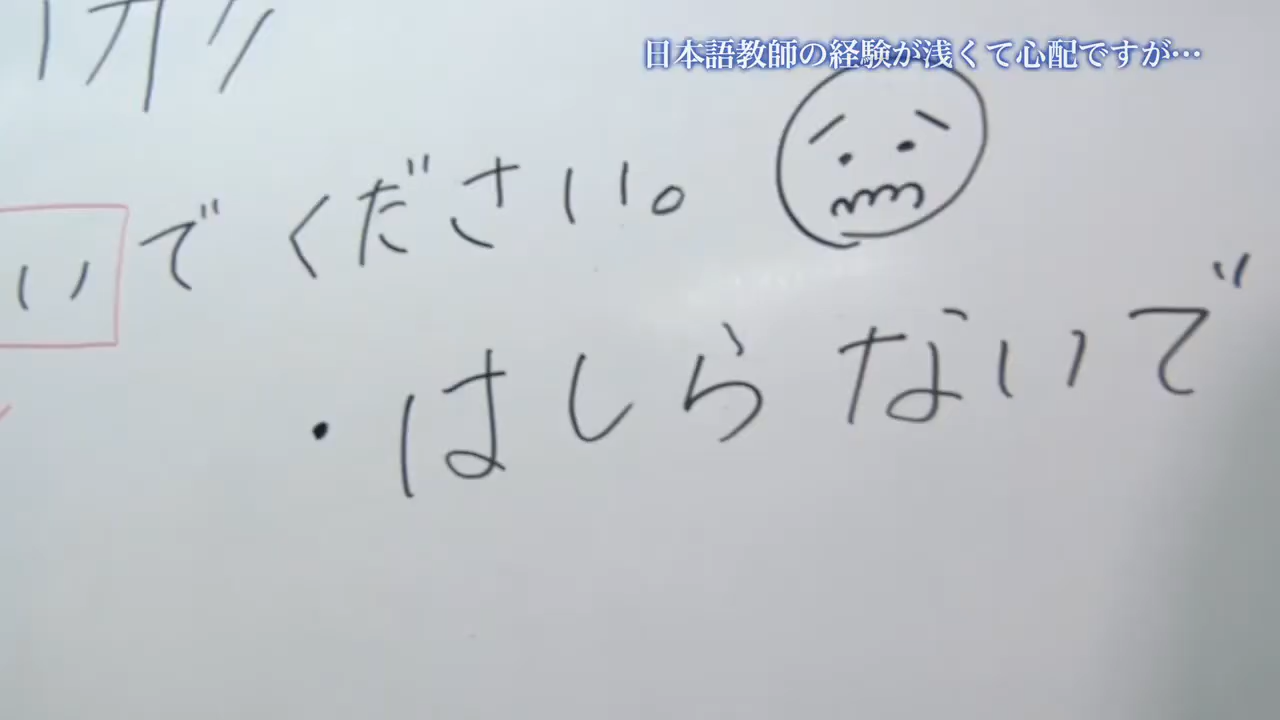 日本語教師の経験が浅くて心配ですが…
いでください。
・はしらないで